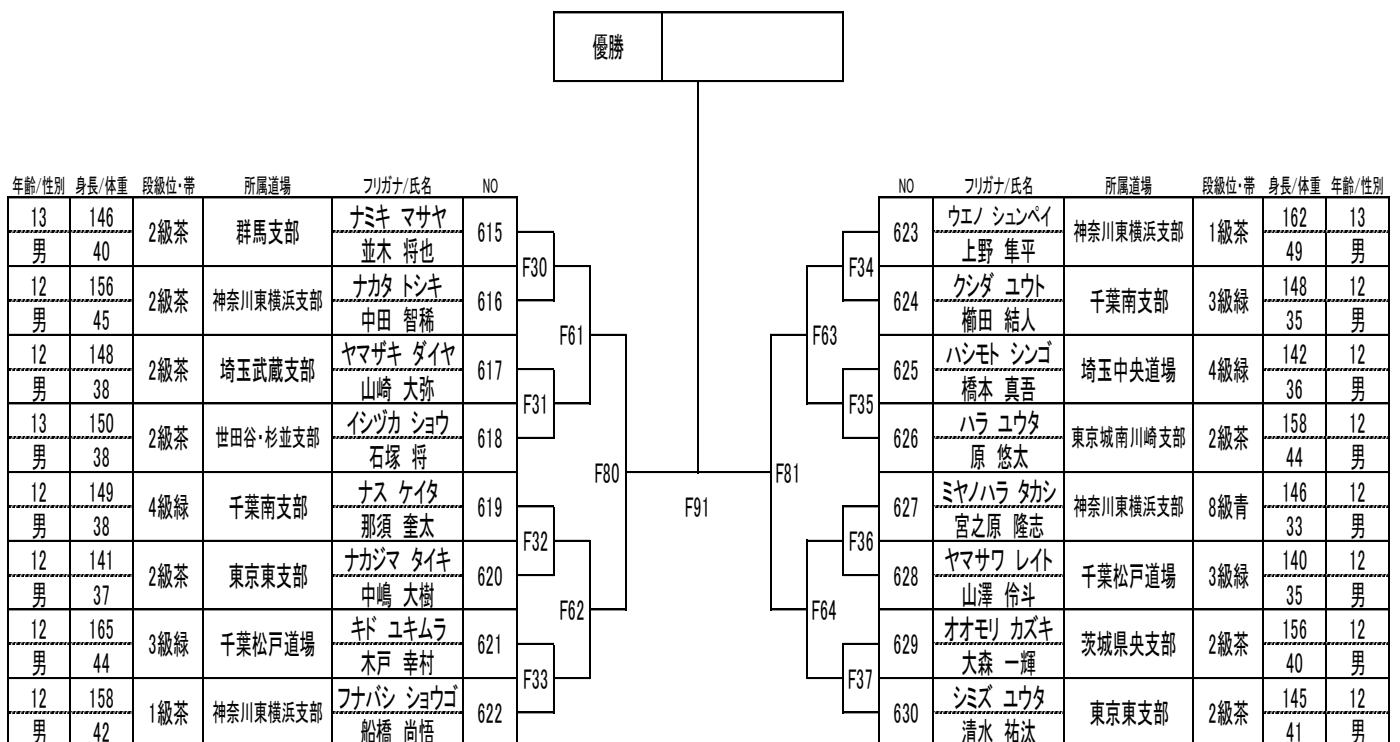 優勝
年齢/性別 身長/体重 段級位・帯 所属道場 フリガナ/氏名 NO
13 146 2級茶 群馬支部 ナミキ マサヤ 615
男 40 並木 将也
12 156 2級茶 神奈川東横浜支部 ナカタ トシキ 616
男 45 中田 智稀
12 148 2級茶 埼玉武蔵支部 ヤマザキ ダイヤ 617
男 38 山崎 大弥
13 150 2級茶 世田谷・杉並支部 イシヅカ ショウ 618
男 38 石塚 将
12 149 4級緑 千葉南支部 ナス ケイタ 619
男 38 那須 奎太
12 141 2級茶 東京東支部 ナカジマ タイキ 620
男 37 中嶋 大樹
12 165 3級緑 千葉松戸道場 キド ユキムラ 621
男 44 木戸 幸村
12 158 1級茶 神奈川東横浜支部 フナバシ ショウゴ 622
男 42 船橋 尚悟
F30
F31
F32
F33
F61
F62
F80
F91
F81
F63
F64
F34
F35
F36
F37
NO フリガナ/氏名 所属道場 段級位・帯 身長/体重 年齢/性別
623 ウエノ シュンペイ 神奈川東横浜支部 1級茶 162 13
上野 隼平 49 男
624 クシダ ユウト 千葉南支部 3級緑 148 12
櫛田 結人 35 男
625 ハシモト シンゴ 埼玉中央道場 4級緑 142 12
橋本 真吾 36 男
626 ハラ ユウタ 東京城南川崎支部 2級茶 158 12
原 悠太 44 男
627 ミヤノハラ タカシ 神奈川東横浜支部 8級青 146 12
宮之原 隆志 33 男
628 ヤマサワ レイト 千葉松戸道場 3級緑 140 12
山澤 伶斗 35 男
629 オオモリ カズキ 茨城県央支部 2級茶 156 12
大森 一輝 40 男
630 シミズ ユウタ 東京東支部 2級茶 145 12
清水 祐汰 41 男